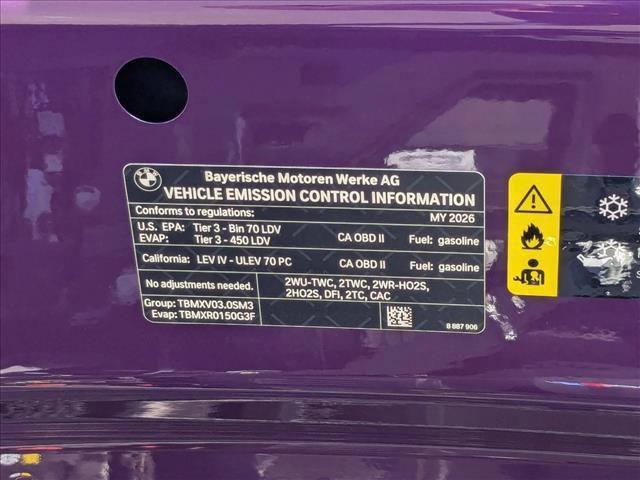 Bayerische Motoren Werke AG
VEHICLE EMISSION CONTROL INFORMATION
Conforms to regulations: MY 2026
U.S. EPA: Tier 3 - Bin 70 LDV
EVAP: Tier 3 - 450 LDV CA OBD II Fuel: gasoline
California: LEV IV - ULEV 70 PC CA OBD II Fuel: gasoline
No adjustments needed. 2WU-TWC, 2TWC, 2WR-HO2S,
2HO2S, DFI, 2TC, CAC
Group: TBMXV03.0SM3
Evap: TBMXR0150G3F
8 887 906